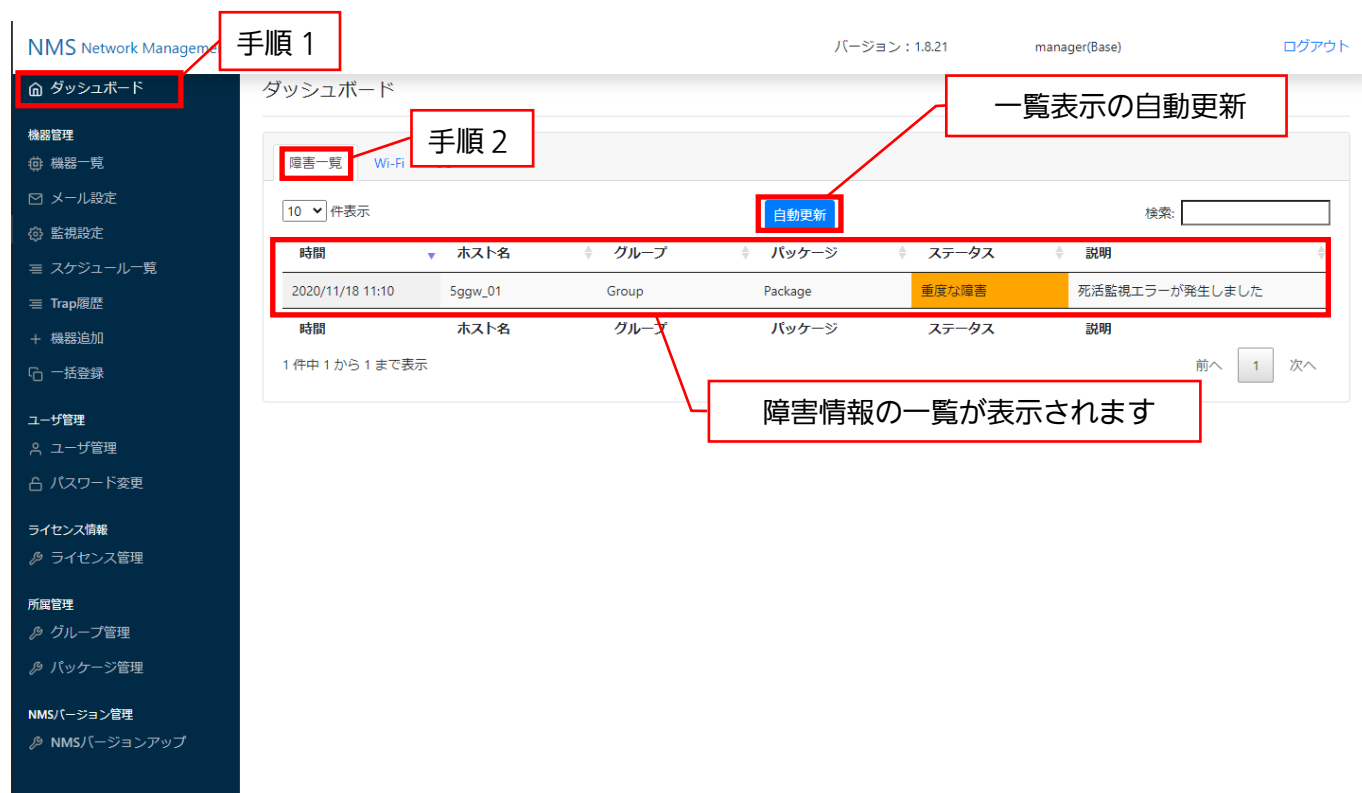 手順１
NMS Network Manageme
バージョン：1.8.21
manager(Base)
ログアウト
ダッシュボード
機器管理
機器一覧
メール設定
監視設定
スケジュール一覧
Trap履歴
機器追加
一括登録
ユーザ管理
ユーザ管理
パスワード変更
ライセンス情報
ライセンス管理
所属管理
グループ管理
パッケージ管理
NMSバージョン管理
NMSバージョンアップ
ダッシュボード
一覧表示の自動更新
手順２
障害一覧 Wi-Fi
10 件表示
自動更新
検索:
時間 ホスト名 グループ パッケージ ステータス 説明
2020/11/18 11:10 5ggw_01 Group Package 重度な障害 死活監視エラーが発生しました
時間 ホスト名 グループ パッケージ ステータス 説明
1 件中 1 から 1 まで表示
前へ 1 次へ
障害情報の一覧が表示されます